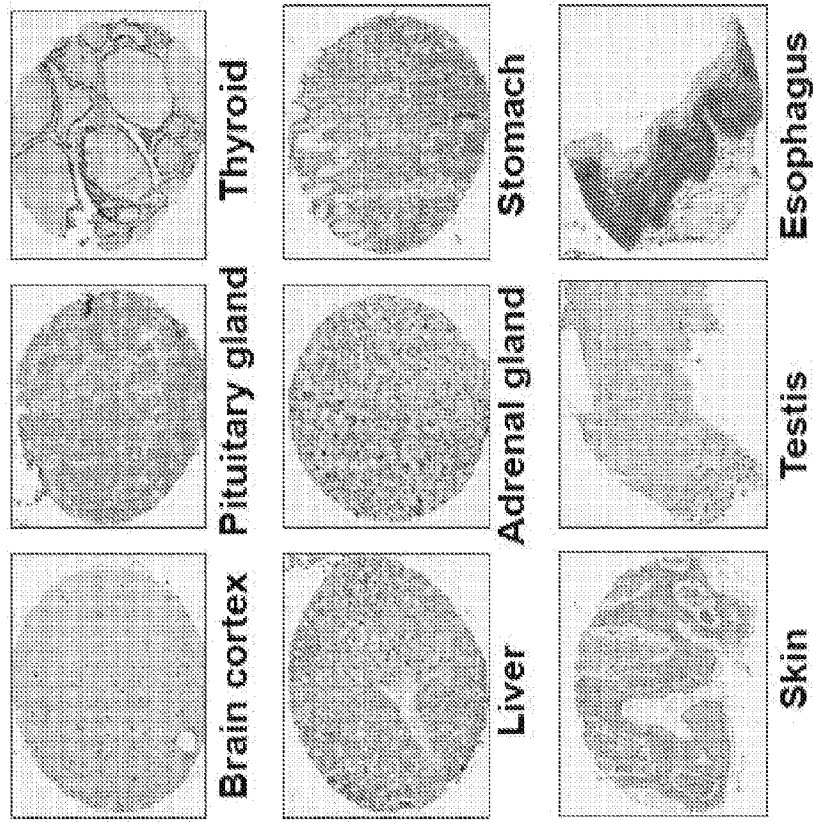 Brain cortex
Pituitary gland
Thyroid
Liver
Adrenal gland
Stomach
Skin
Testis
Esophagus